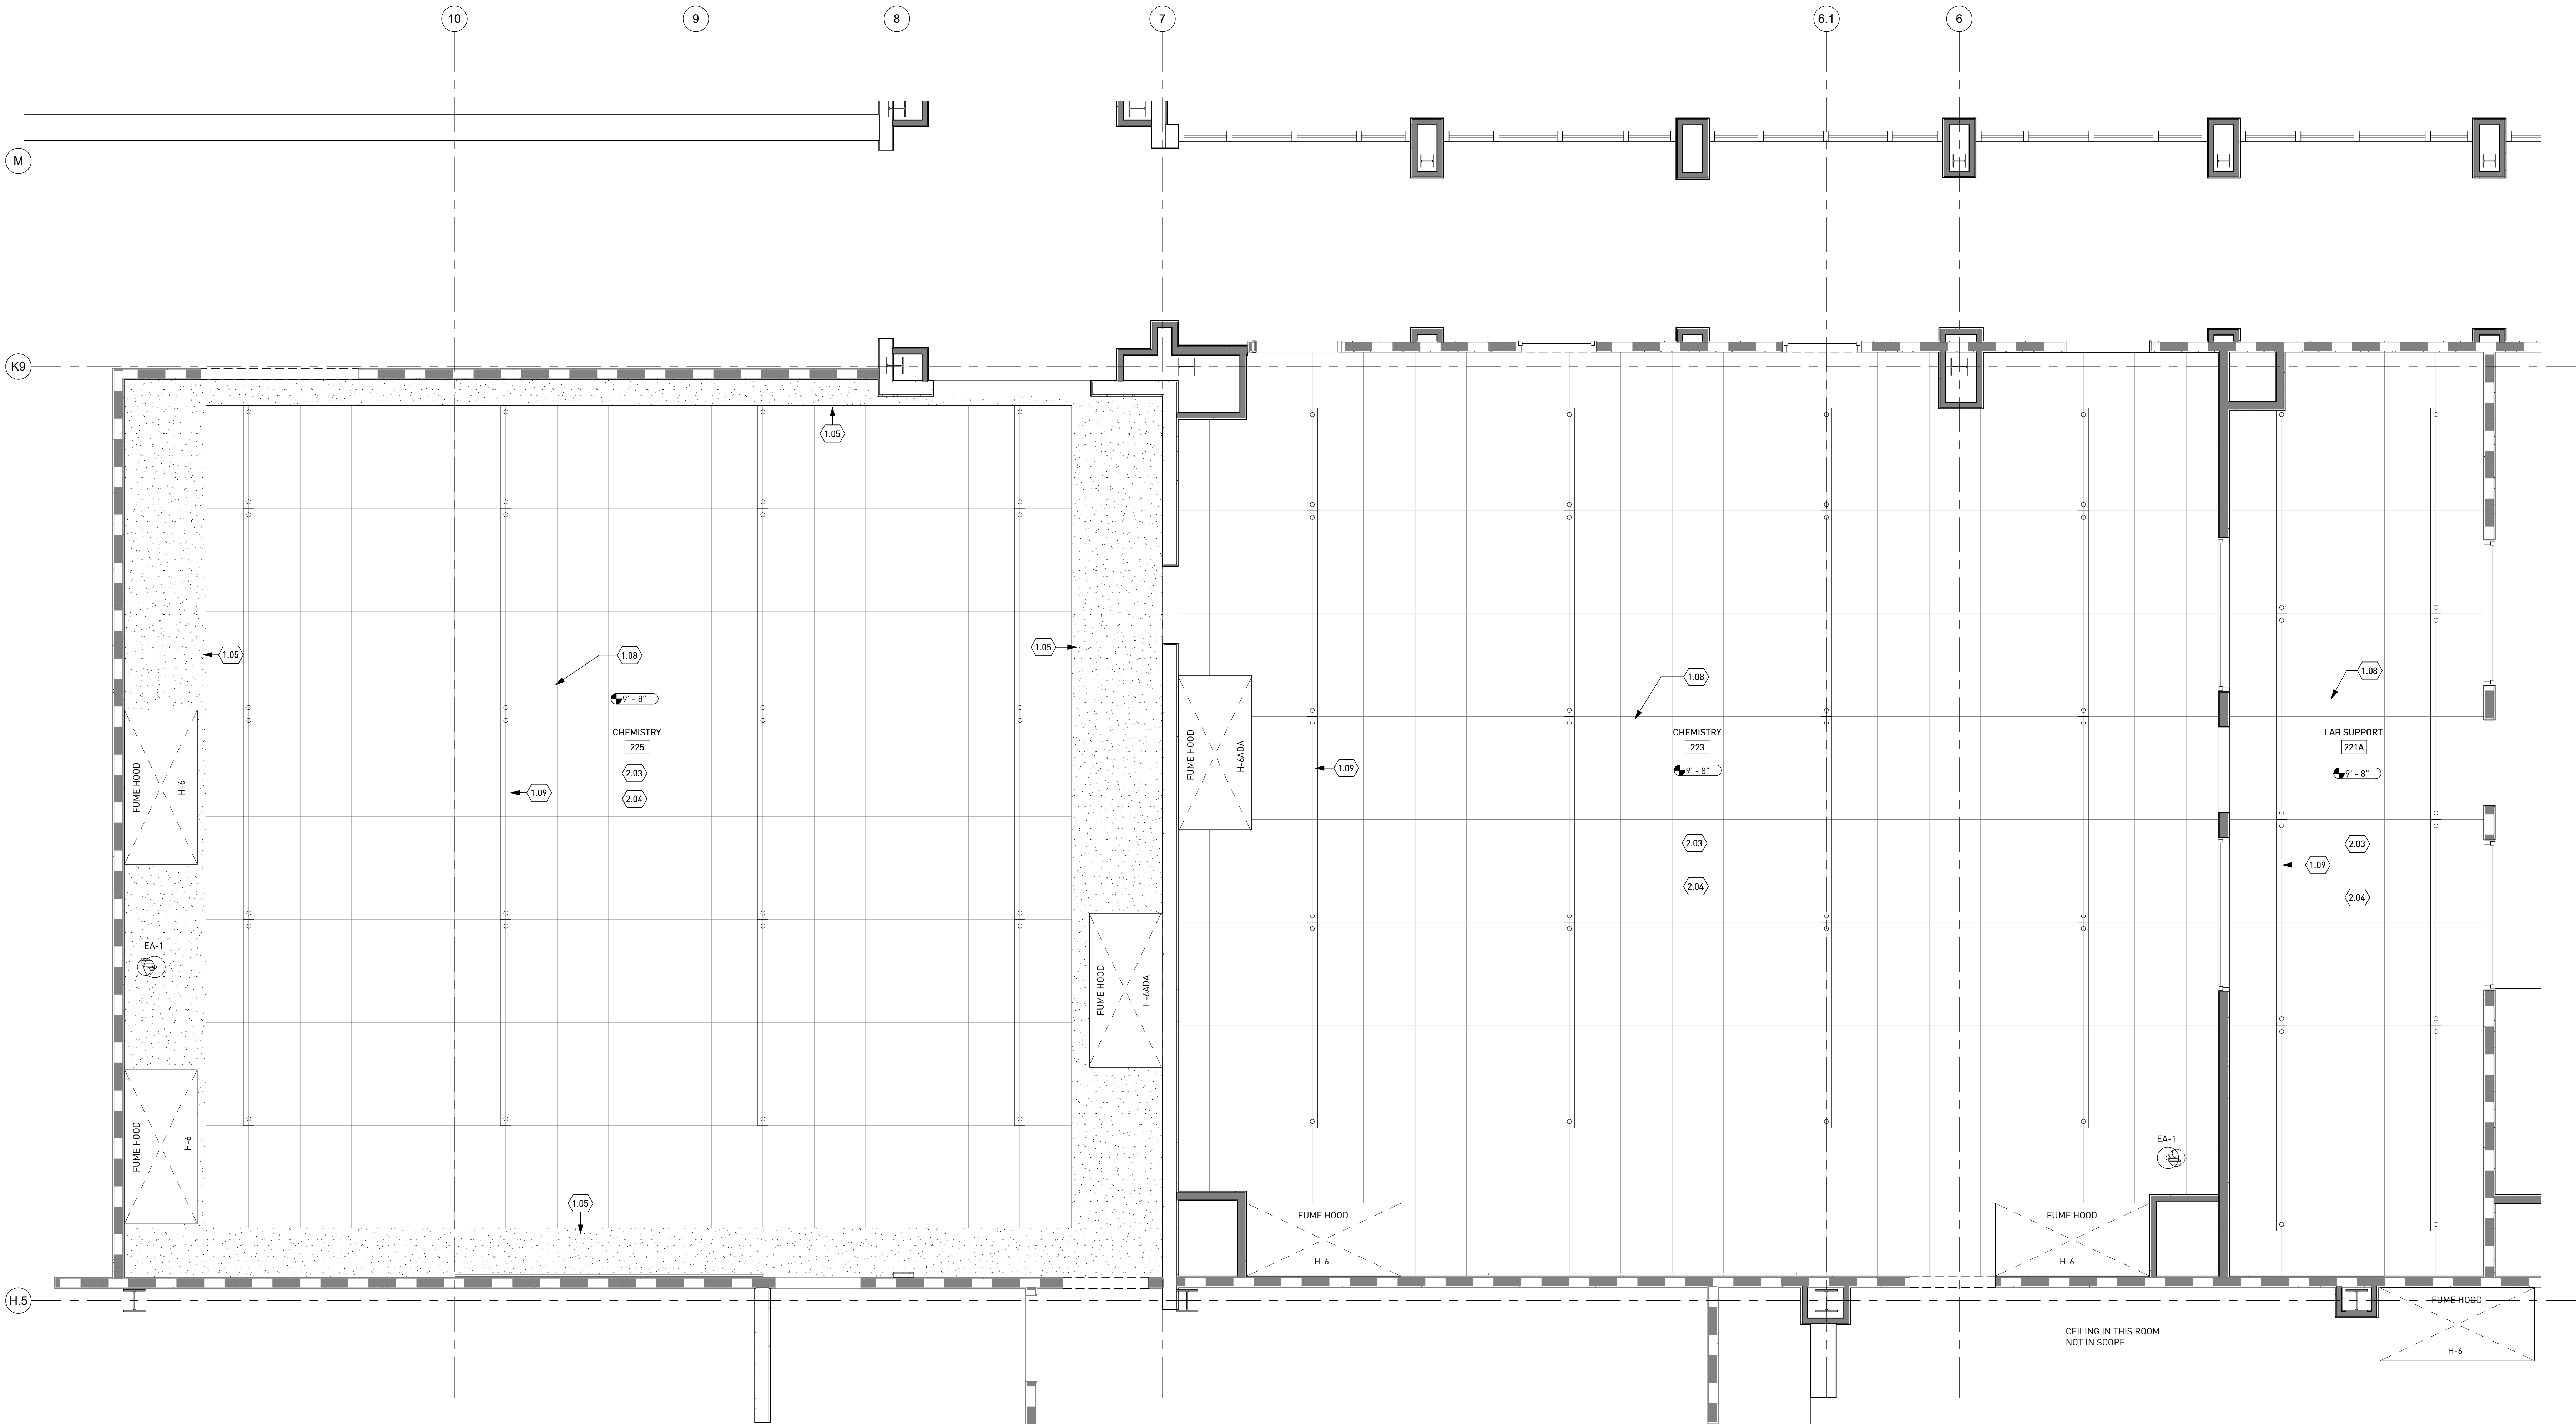 10
9
8
7
6.1
6
M
K9
H.5
1.05
1.05
1.05
1.05
1.08
9' - 8"
CHEMISTRY
225
2.03
2.04
1.09
FUME HOOD
H-6
EA-1
FUME HOOD
H-6
FUME HOOD
H-6ADA
FUME HOOD
H-6ADA
1.09
1.08
CHEMISTRY
223
9' - 8"
2.03
2.04
EA-1
FUME HOOD
H-6
FUME HOOD
H-6
1.08
LAB SUPPORT
221A
9' - 8"
2.03
1.09
2.04
CEILING IN THIS ROOM
NOT IN SCOPE
FUME HOOD
H-6